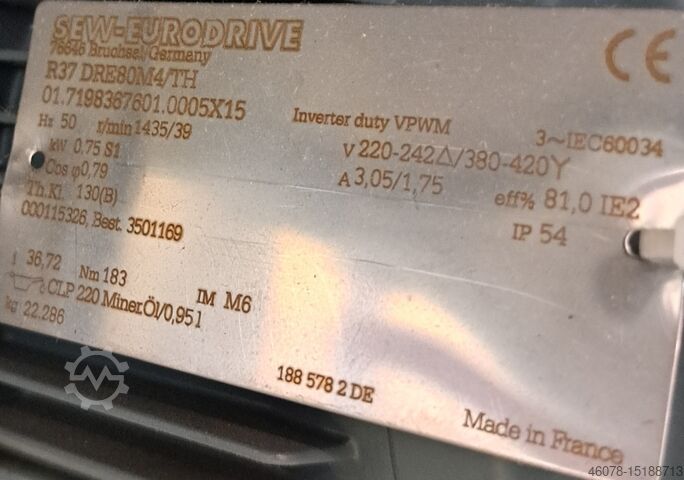 SEW-EURODRIVE
76646 Bruchsal/Germany
R37 DRE80M4/TH
01.7198367601.0005X15
Hz 50 r/min 1435/39 Inverter duty VPWM 3~IEC60034
kW 0.75 S1 V 220-242△/380-420Y
Cos φ 0,79 A 3,05/1,75 eff% 81,0 IE2
Th.Kl. 130(B) IP 54
000115326, Best. 3501169
i 36,72 Nm 183 IM M6
CLP 220 Miner.Öl/0,95 l
kg 22.286
188 578 2 DE
Made in France
46078-15188713